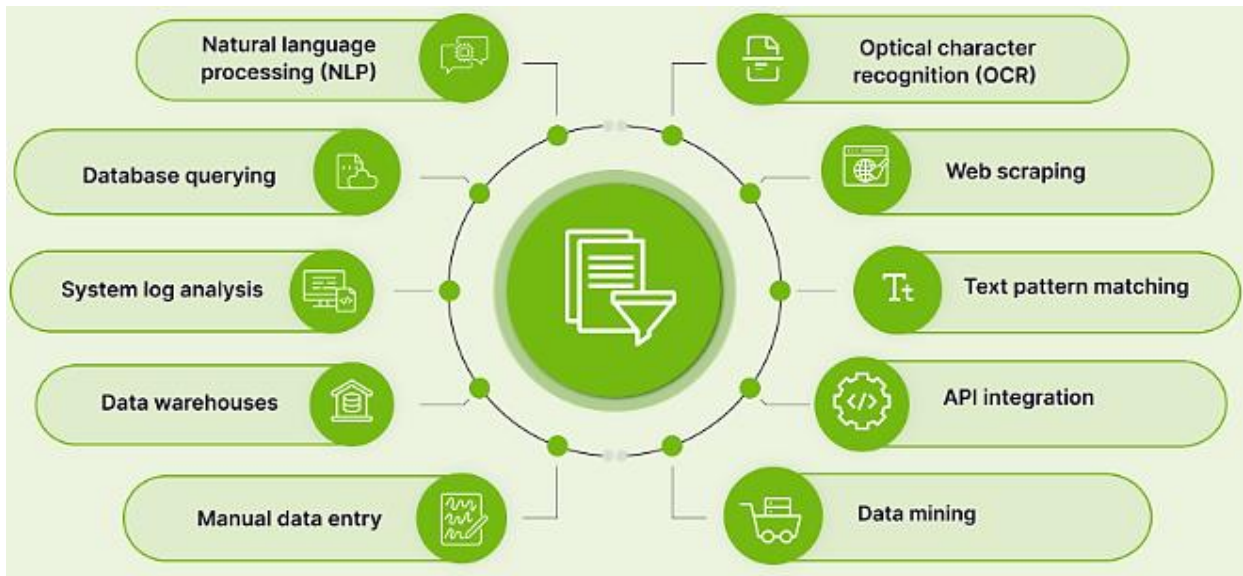 Natural language
processing (NLP)
Optical character
recognition (OCR)
Database querying
Web scraping
System log analysis
Tt
Text pattern matching
Data warehouses
</>
API integration
Manual data entry
Data mining